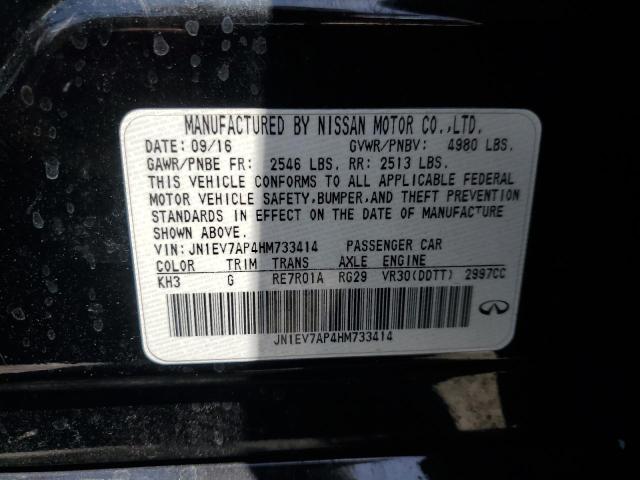 MANUFACTURED BY NISSAN MOTOR CO.,LTD.
DATE: 09/16 GVWR/PNBV: 4980 LBS.
GAWR/PNBE FR: 2546 LBS. RR: 2513 LBS.
THIS VEHICLE CONFORMS TO ALL APPLICABLE FEDERAL
MOTOR VEHICLE SAFETY,BUMPER,AND THEFT PREVENTION
STANDARDS IN EFFECT ON THE DATE OF MANUFACTURE
SHOWN ABOVE.
VIN: JN1EV7AP4HM733414 PASSENGER CAR
COLOR TRIM TRANS AXLE ENGINE
KH3 G RE7R01A RG29 VR30(DDTT) 2997CC
JN1EV7AP4HM733414